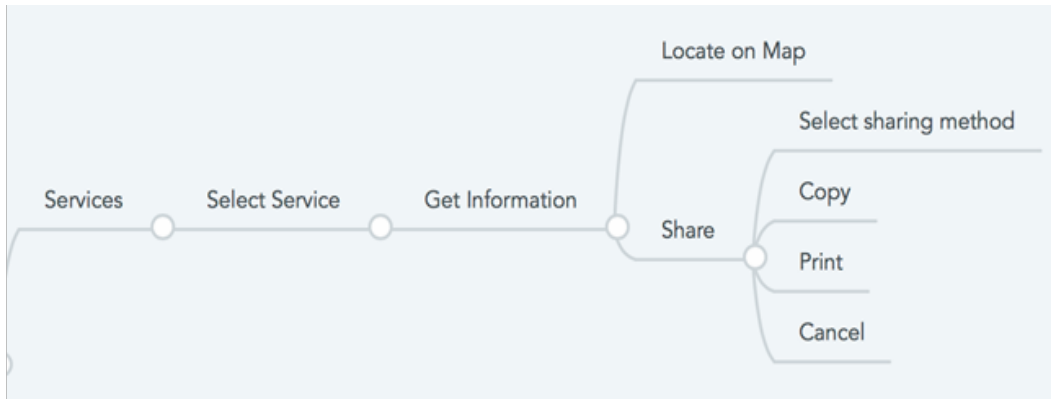 Locate on Map
Select sharing method
Services
Select Service
Get Information
Copy
Share
Print
Cancel